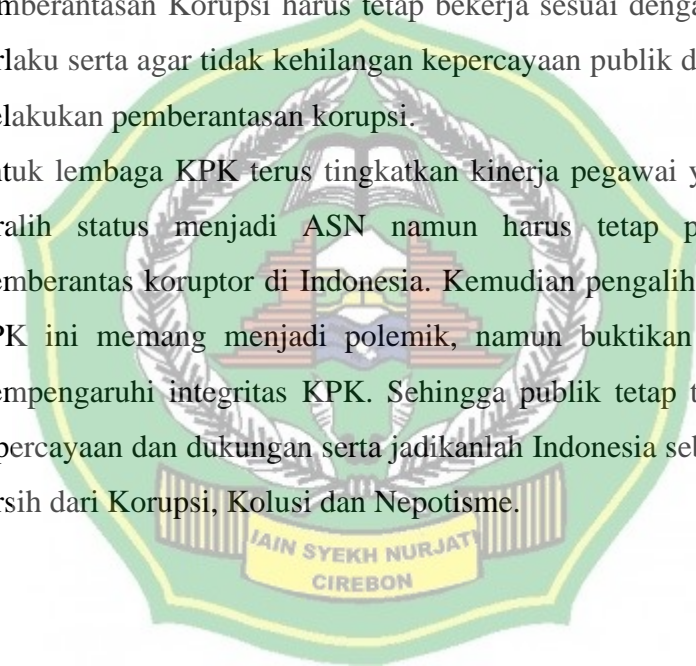 mberantasan Korupsi harus tetap bekerja sesuai denga
rlaku serta agar tidak kehilangan kepercayaan publik d
elakukan pemberantasan korupsi.
ntuk lembaga KPK terus tingkatkan kinerja pegawai y
ralih status menjadi ASN namun harus tetap p
emberantas koruptor di Indonesia. Kemudian pengalih
PK ini memang menjadi polemik, namun buktikan
empengaruhi integritas KPK. Sehingga publik tetap t
percayaan dan dukungan serta jadikanlah Indonesia seb
rsih dari Korupsi, Kolusi dan Nepotisme.
IAIN SYEKH NURJATI
CIREBON